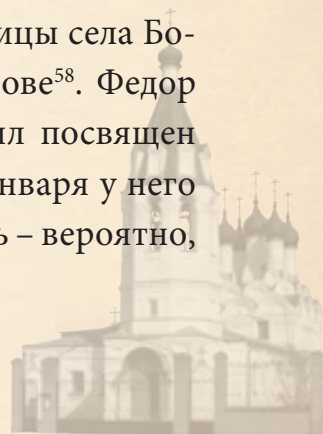 ицы села Бо-
ове⁵⁸. Федор
ил посвящен
нваря у него
ь – вероятно,